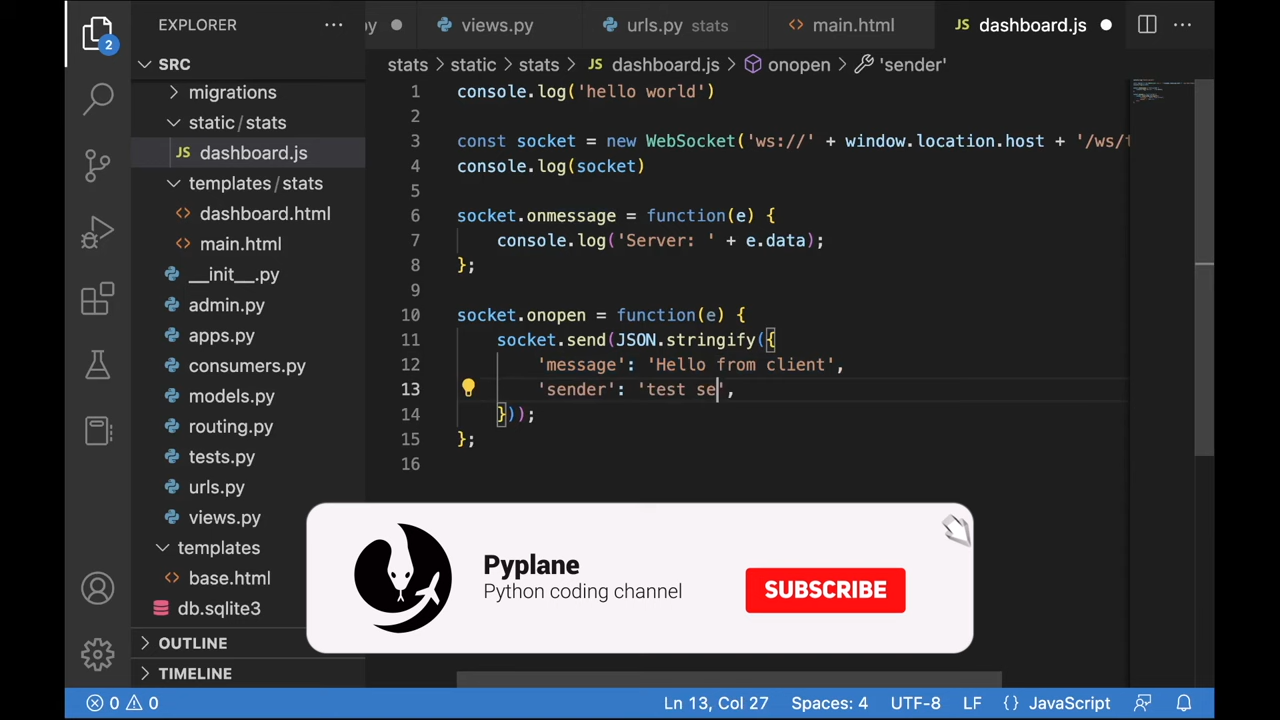 EXPLORER
2
SRC
migrations
static/stats
JS dashboard.js
templates/stats
<> dashboard.html
<> main.html
__init__.py
admin.py
apps.py
consumers.py
models.py
routing.py
tests.py
urls.py
views.py
templates
<> base.html
db.sqlite3
OUTLINE
TIMELINE
y views.py urls.py stats <> main.html JS dashboard.js
stats > static > stats > JS dashboard.js > onopen > 'sender'
1 console.log('hello world')
2
3 const socket = new WebSocket('ws://' + window.location.host + '/ws/t
4 console.log(socket)
5
6 socket.onmessage = function(e) {
7 console.log('Server: ' + e.data);
8 };
9
10 socket.onopen = function(e) {
11 socket.send(JSON.stringify({
12 'message': 'Hello from client',
13 'sender': 'test se',
14 }));
15 };
16
Pyplane
Python coding channel
SUBSCRIBE
0 0 Ln 13, Col 27 Spaces: 4 UTF-8 LF {} JavaScript